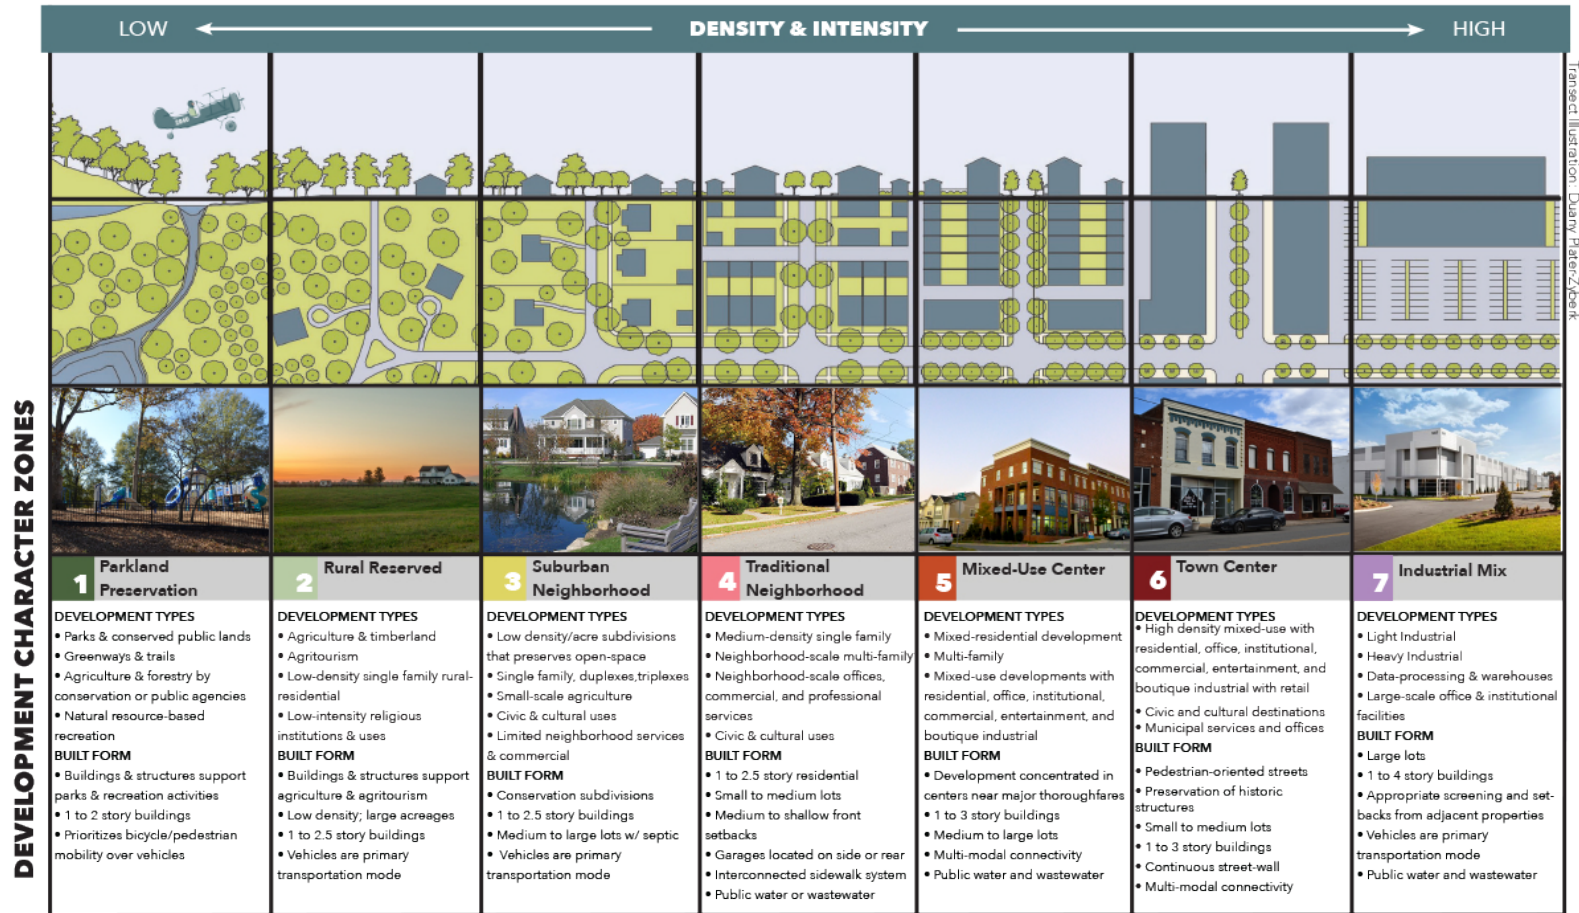 LOW
DENSITY & INTENSITY
HIGH
Transect Illustration: Duany Plater-Zyberk
DEVELOPMENT CHARACTER ZONES
1
Parkland
Preservation
DEVELOPMENT TYPES
• Parks & conserved public lands
• Greenways & trails
• Agriculture & forestry by
conservation or public agencies
• Natural resource-based
recreation
BUILT FORM
• Buildings & structures support
parks & recreation activities
• 1 to 2 story buildings
• Prioritizes bicycle/pedestrian
mobility over vehicles
2
Rural Reserved
DEVELOPMENT TYPES
• Agriculture & timberland
• Agritourism
• Low-density single family rural-
residential
• Low-intensity religious
institutions & uses
BUILT FORM
• Buildings & structures support
agriculture & agritourism
• Low density; large acreages
• 1 to 2.5 story buildings
• Vehicles are primary
transportation mode
3
Suburban
Neighborhood
DEVELOPMENT TYPES
• Low density/acre subdivisions
that preserves open-space
• Single family, duplexes,triplexes
• Small-scale agriculture
• Civic & cultural uses
• Limited neighborhood services
& commercial
BUILT FORM
• Conservation subdivisions
• 1 to 2.5 story buildings
• Medium to large lots w/ septic
• Vehicles are primary
transportation mode
4
Traditional
Neighborhood
DEVELOPMENT TYPES
• Medium-density single family
• Neighborhood-scale multi-family
• Neighborhood-scale offices,
commercial, and professional
services
• Civic & cultural uses
BUILT FORM
• 1 to 2.5 story residential
• Small to medium lots
• Medium to shallow front
setbacks
• Garages located on side or rear
• Interconnected sidewalk system
• Public water or wastewater
5
Mixed-Use Center
DEVELOPMENT TYPES
• Mixed-residential development
• Multi-family
• Mixed-use developments with
residential, office, institutional,
commercial, entertainment, and
boutique industrial
BUILT FORM
• Development concentrated in
centers near major thoroughfares
• 1 to 3 story buildings
• Medium to large lots
• Multi-modal connectivity
• Public water and wastewater
6
Town Center
DEVELOPMENT TYPES
• High density mixed-use with
residential, office, institutional,
commercial, entertainment, and
boutique industrial with retail
• Civic and cultural destinations
• Municipal services and offices
BUILT FORM
• Pedestrian-oriented streets
• Preservation of historic
structures
• Small to medium lots
• 1 to 3 story buildings
• Continuous street-wall
• Multi-modal connectivity
7
Industrial Mix
DEVELOPMENT TYPES
• Light Industrial
• Heavy Industrial
• Data-processing & warehouses
• Large-scale office & institutional
facilities
BUILT FORM
• Large lots
• 1 to 4 story buildings
• Appropriate screening and set-
backs from adjacent properties
• Vehicles are primary
transportation mode
• Public water and wastewater